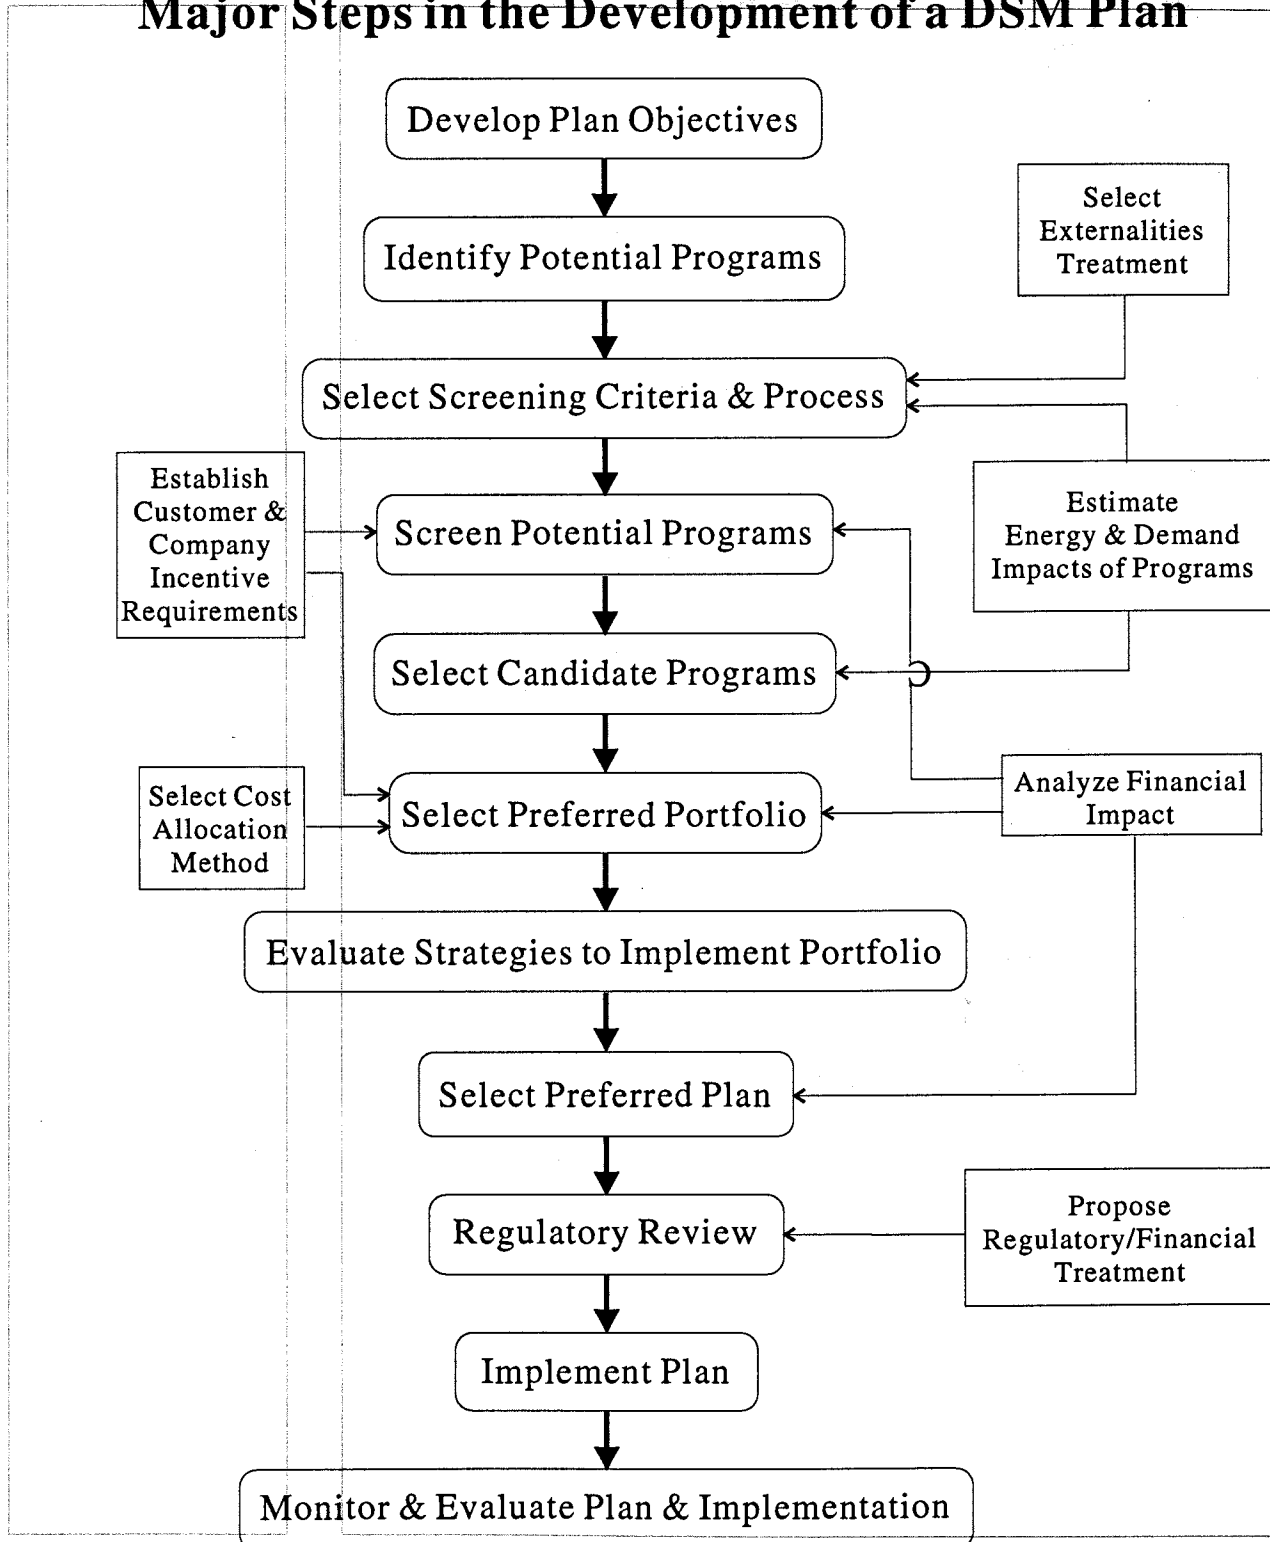 Major Steps in the Development of a DSM Plan
Develop Plan Objectives
Select
Externalities
Treatment
Identify Potential Programs
Select Screening Criteria & Process
Establish
Customer &
Company
Incentive
Requirements
Screen Potential Programs
Estimate
Energy & Demand
Impacts of Programs
Select Candidate Programs
Select Cost
Allocation
Method
Select Preferred Portfolio
Analyze Financial
Impact
Evaluate Strategies to Implement Portfolio
Select Preferred Plan
Regulatory Review
Propose
Regulatory/Financial
Treatment
Implement Plan
Monitor & Evaluate Plan & Implementation